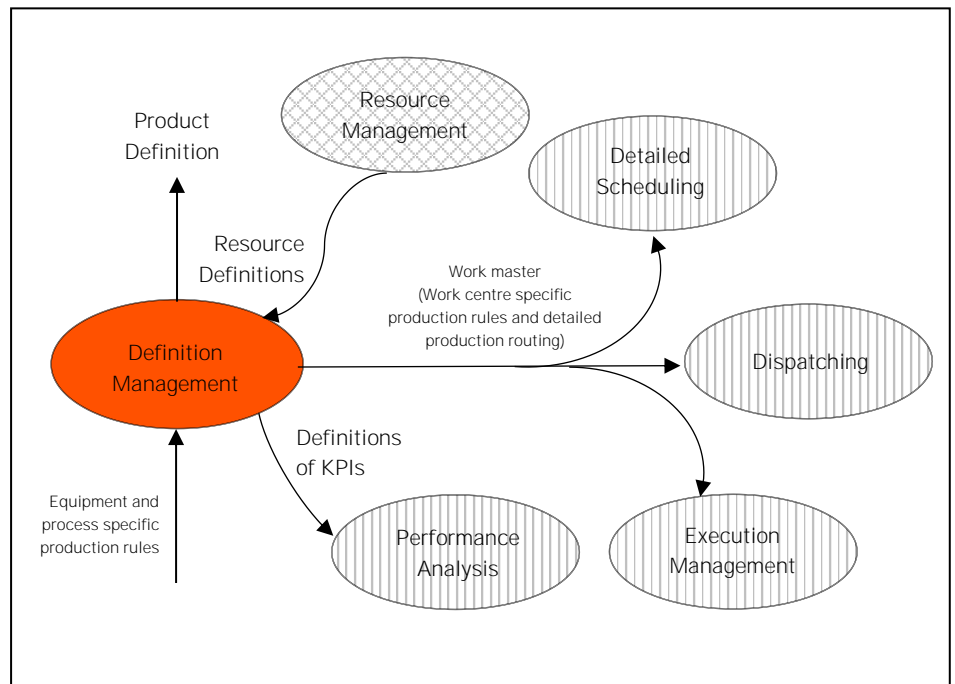 Resource
Management
Product
Definition
Detailed
Scheduling
Resource
Definitions
Work master
(Work centre specific
production rules and detailed
production routing)
Definition
Management
Dispatching
Definitions
of KPIs
Equipment and
process specific
production rules
Performance
Analysis
Execution
Management